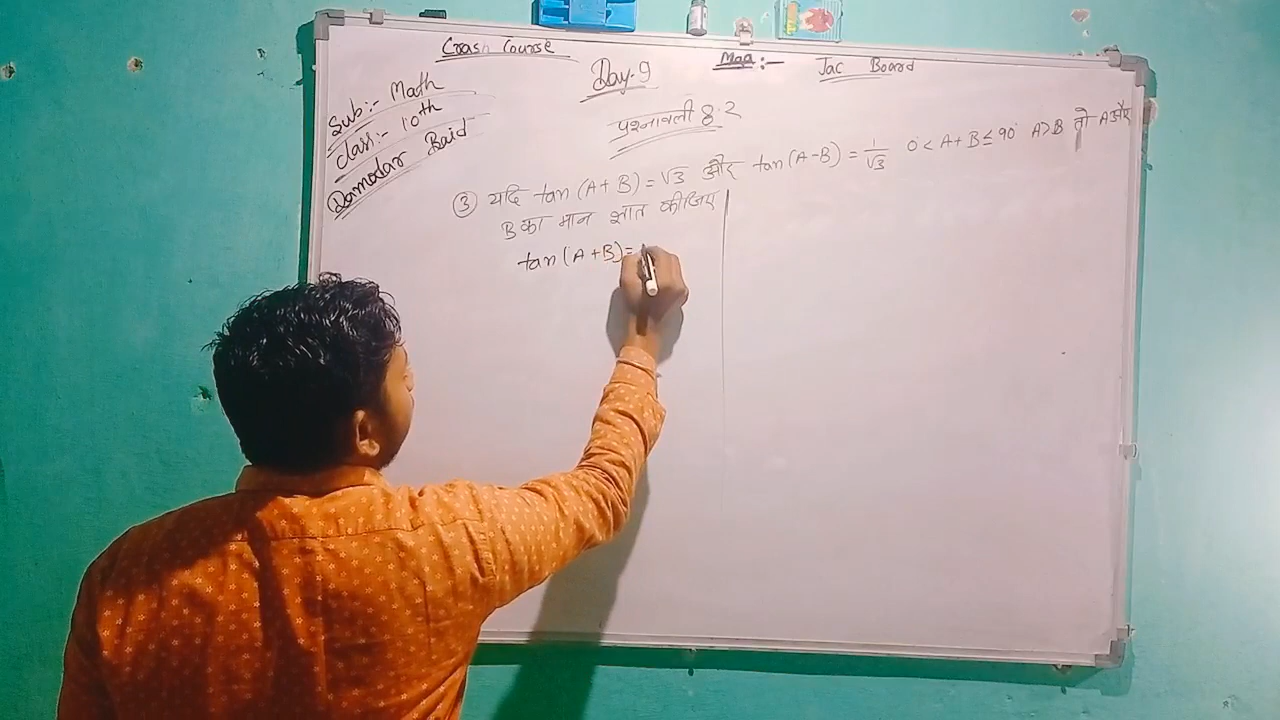 Crash Course
Day-9
Maa:-
Jac Board
Sub:- Math
Class:- 10th
Damodar Baid
प्रश्नावली 8.2
③ यदि tan (A + B) = √3 और tan (A - B) = 1/√3 0° < A + B ≤ 90° A > B तो A और
B का मान ज्ञात कीजिए
tan (A + B) =